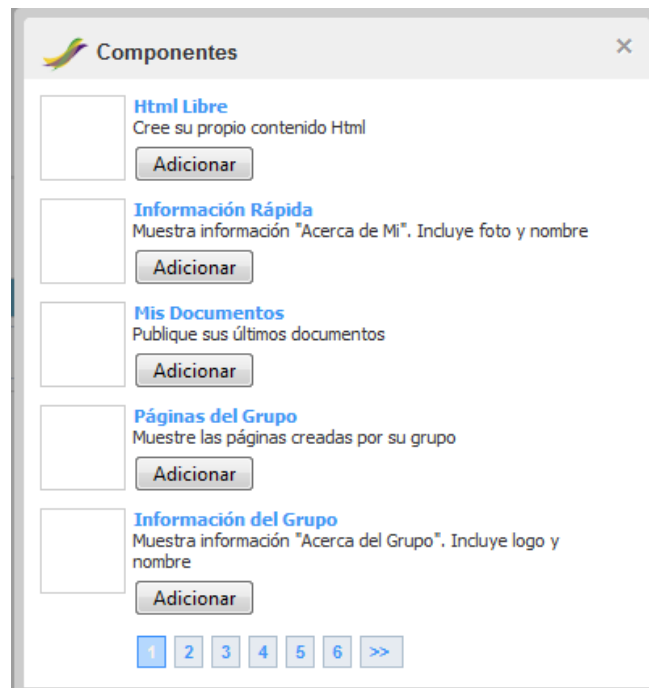 Componentes
Html Libre
Cree su propio contenido Html
Adicionar
Información Rápida
Muestra información "Acerca de Mi". Incluye foto y nombre
Adicionar
Mis Documentos
Publique sus últimos documentos
Adicionar
Páginas del Grupo
Muestre las páginas creadas por su grupo
Adicionar
Información del Grupo
Muestra información "Acerca del Grupo". Incluye logo y
nombre
Adicionar
1 2 3 4 5 6 >>